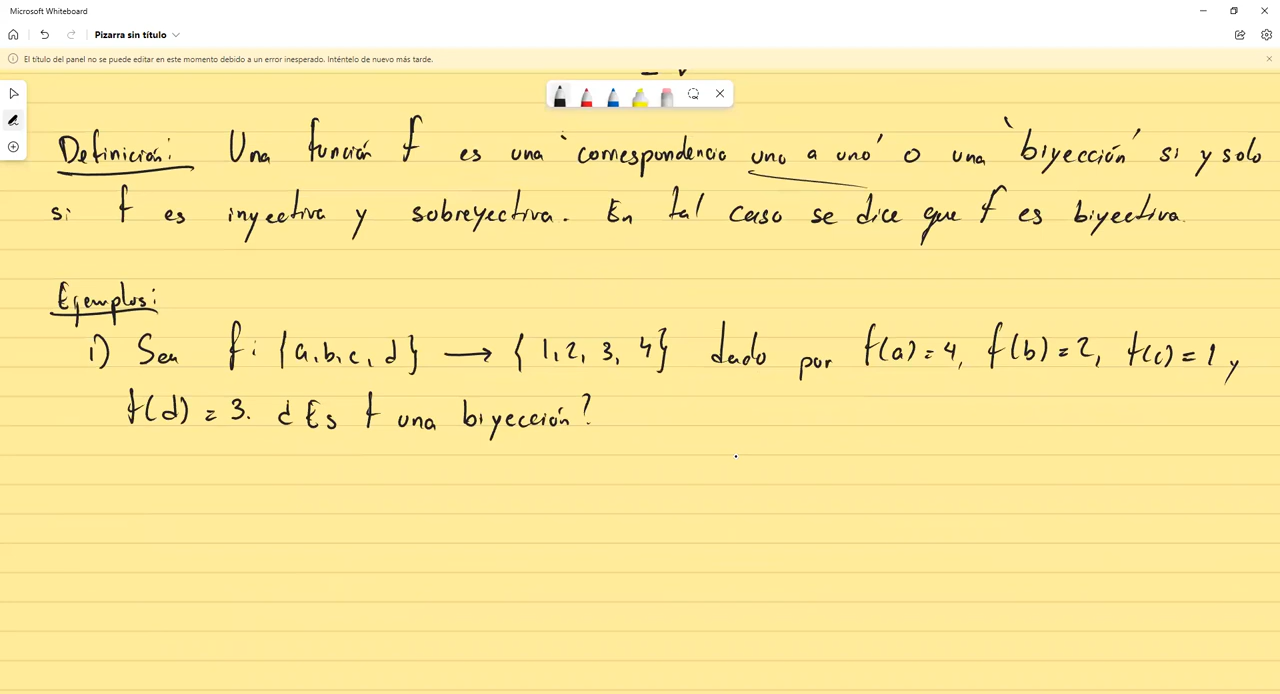 Microsoft Whiteboard
Pizarra sin título
El título del panel no se puede editar en este momento debido a un error inesperado. Inténtelo de nuevo más tarde.
Definición: Una función f es una 'correspondencia uno a uno' o una 'biyección' si y solo
si f es inyectiva y sobreyectiva. En tal caso se dice que f es biyectiva.
Ejemplos:
1) Sea f: {a, b, c, d} → {1, 2, 3, 4} dado por f(a) = 4, f(b) = 2, f(c) = 1 y
f(d) = 3. ¿Es f una biyección?